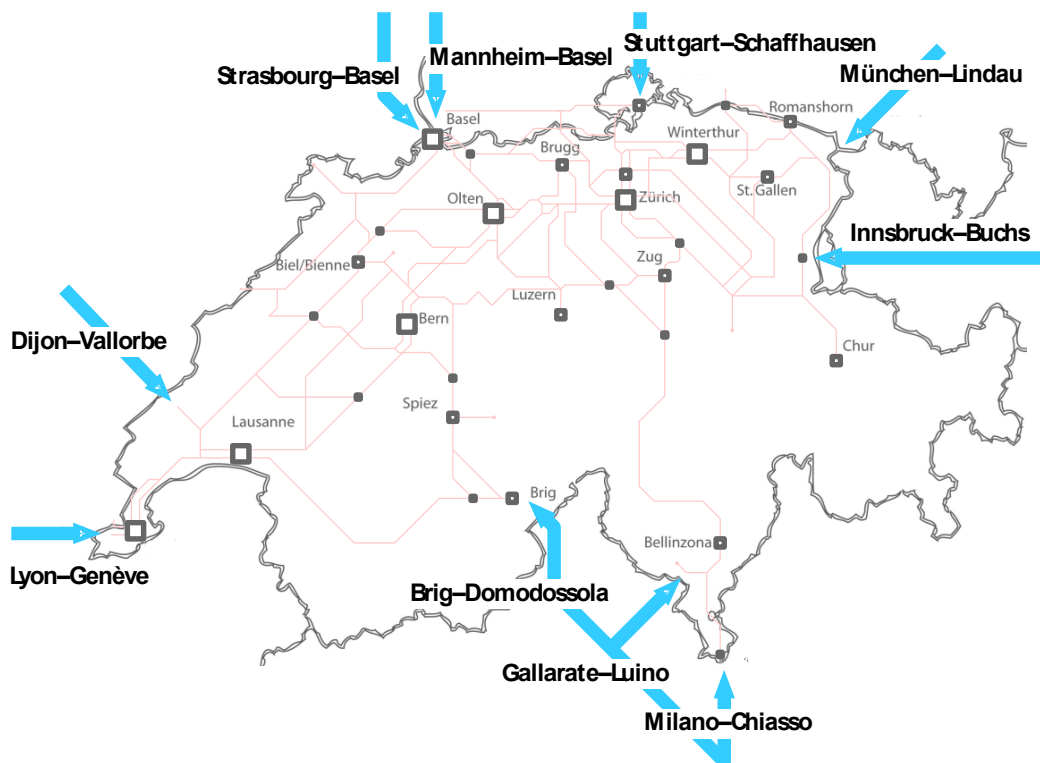 Stuttgart–Schaffhausen
Mannheim–Basel
Strasbourg–Basel
München–Lindau
Romanshorn
Basel
Winterthur
Brugg
St.Gallen
Olten
Zürich
Innsbruck–Buchs
Biel/Bienne
Zug
Luzern
Bern
Dijon–Vallorbe
Chur
Spiez
Lausanne
Brig
Bellinzona
Lyon–Genève
Brig–Domodossola
Gallarate–Luino
Milano–Chiasso